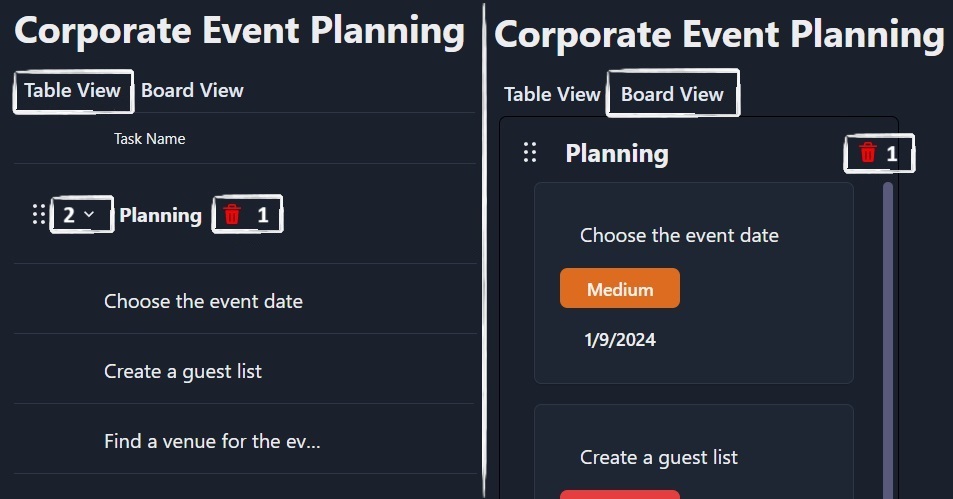 Corporate Event Planning
Table View Board View
Task Name
2 Planning 1
Choose the event date
Create a guest list
Find a venue for the ev...
Corporate Event Planning
Table View Board View
Planning 1
Choose the event date
Medium
1/9/2024
Create a guest list